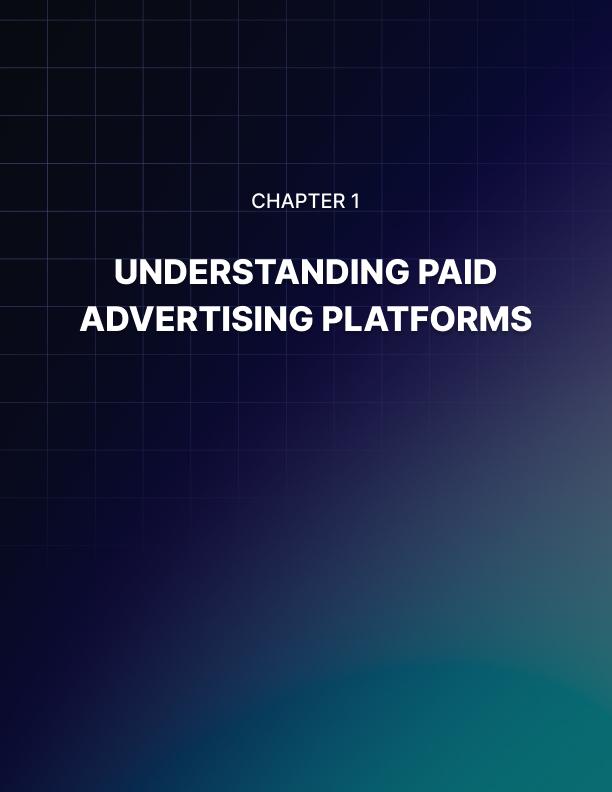 CHAPTER 1
UNDERSTANDING PAID
ADVERTISING PLATFORMS